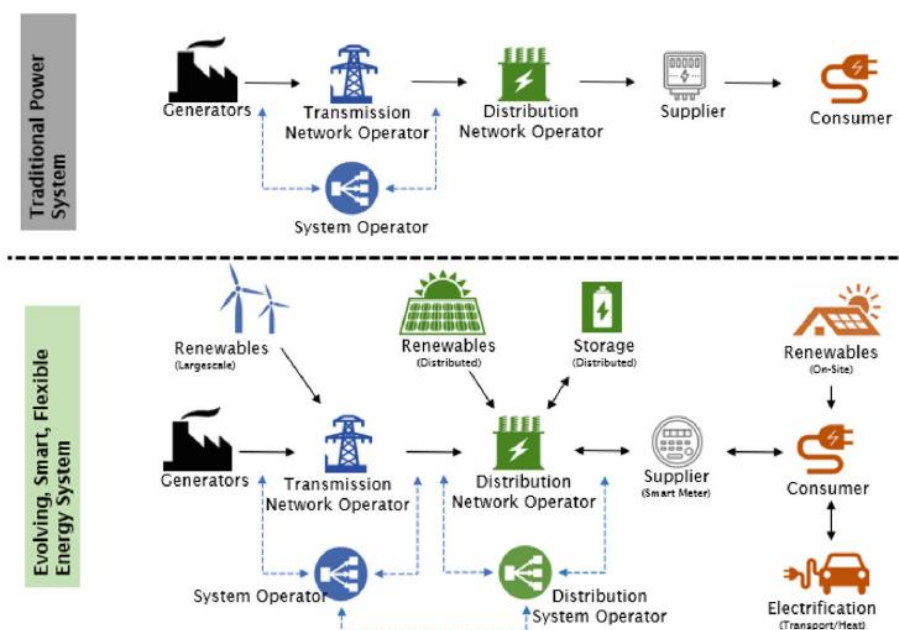 Traditional Power
System
Generators
Transmission
Network Operator
Distribution
Network Operator
Supplier
Consumer
System Operator
Evolving, Smart, Flexible
Energy System
Renewables
(Largescale)
Renewables
(Distributed)
Storage
(Distributed)
Renewables
(On-Site)
Generators
Transmission
Network Operator
Distribution
Network Operator
Supplier
(Smart Meter)
Consumer
System Operator
Distribution
System Operator
Electrification
(Transport/Heat)